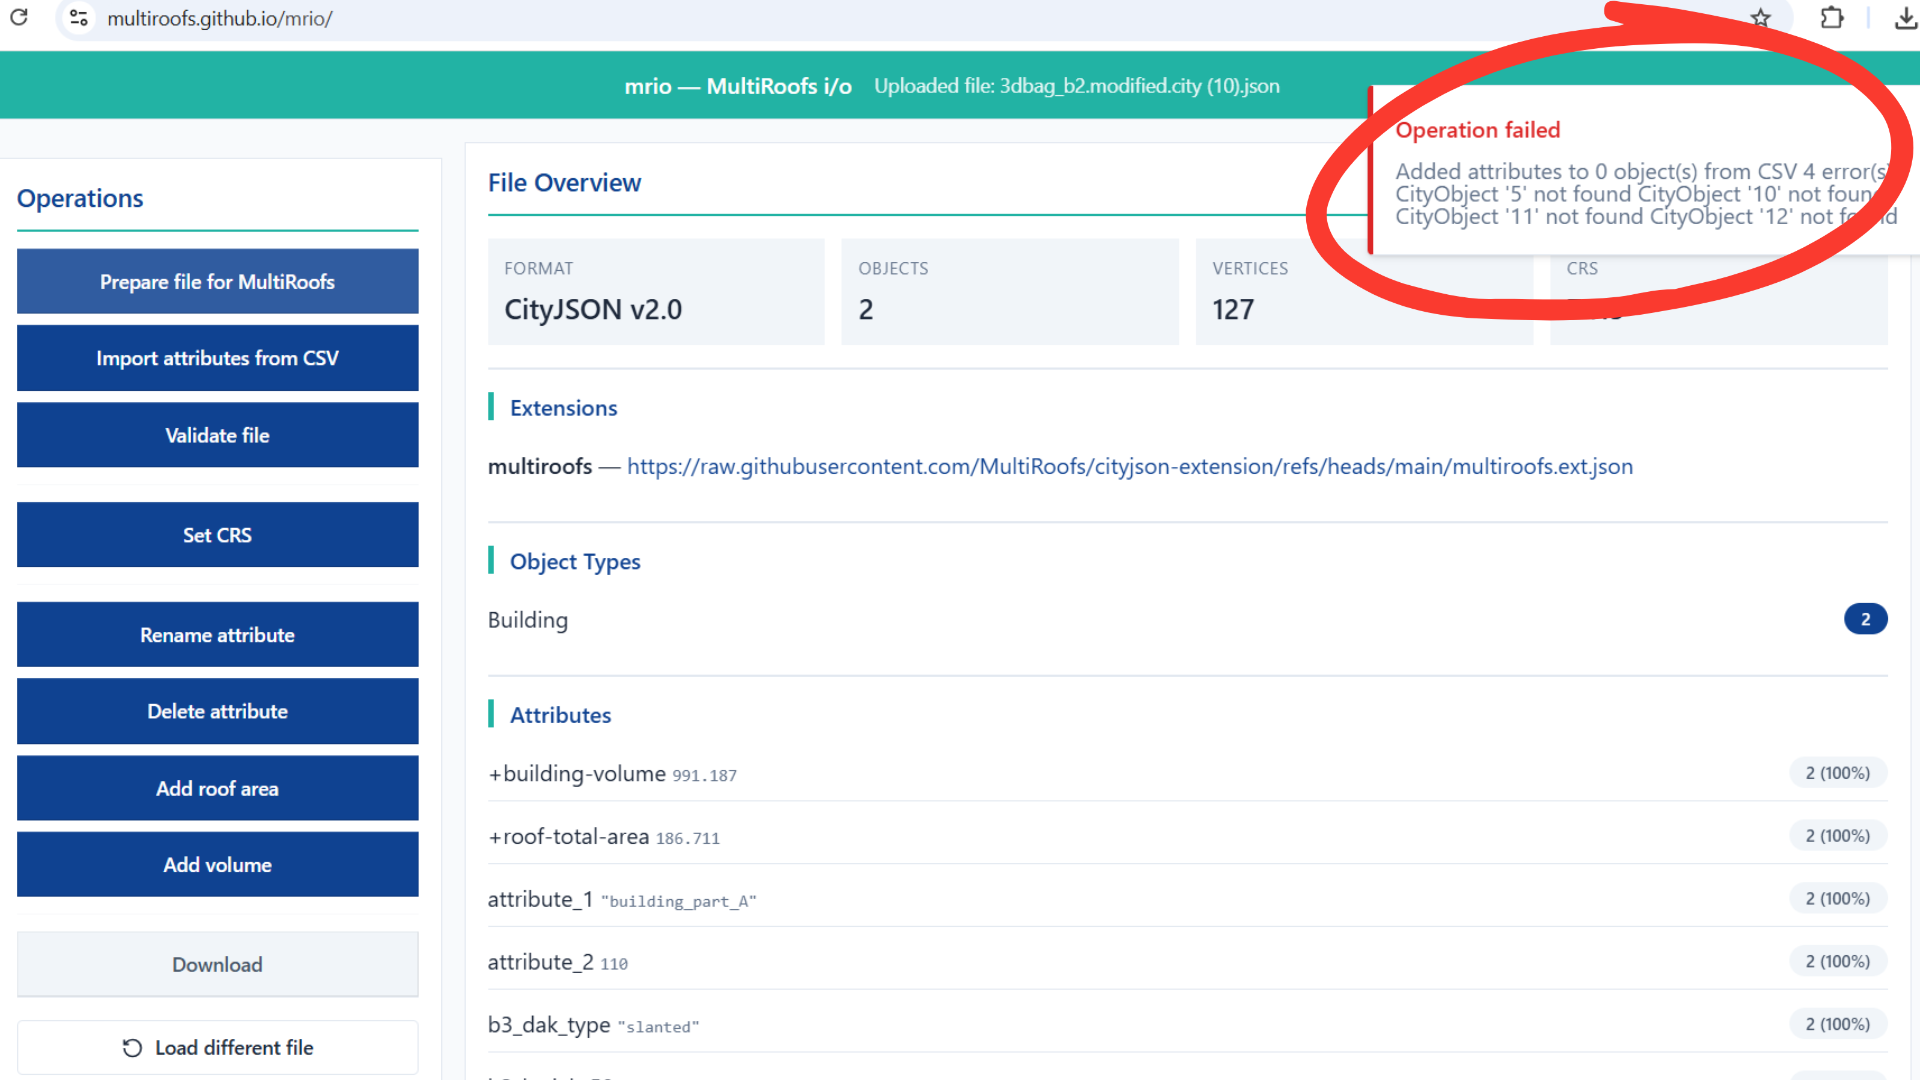 multiroofs.github.io/mrio/
mrio — MultiRoofs i/o Uploaded file: 3dbag_b2.modified.city (10).json
Operation failed
Added attributes to 0 object(s) from CSV 4 error(s
CityObject '5' not found CityObject '10' not foun
CityObject '11' not found CityObject '12' not found
Operations
Prepare file for MultiRoofs
Import attributes from CSV
Validate file
Set CRS
Rename attribute
Delete attribute
Add roof area
Add volume
Download
Load different file
File Overview
FORMAT
CityJSON v2.0
OBJECTS
2
VERTICES
127
CRS
Extensions
multiroofs — https://raw.githubusercontent.com/MultiRoofs/cityjson-extension/refs/heads/main/multiroofs.ext.json
Object Types
Building 2
Attributes
+building-volume 991.187 2 (100%)
+roof-total-area 186.711 2 (100%)
attribute_1 "building_part_A" 2 (100%)
attribute_2 110 2 (100%)
b3_dak_type "slanted" 2 (100%)